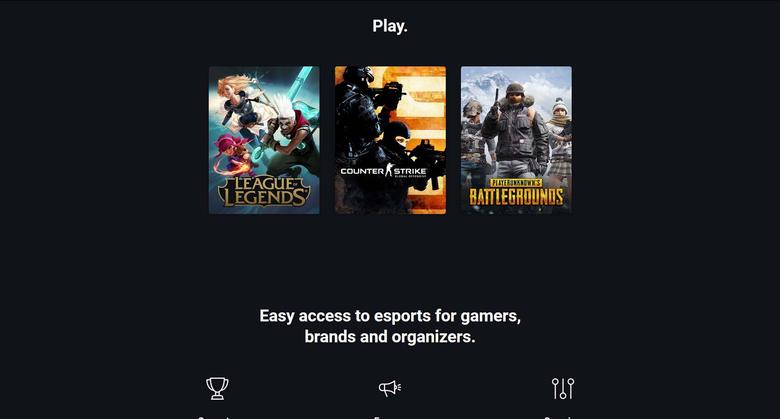 Play.
LEAGUE OF
LEGENDS
COUNTER STRIKE
GLOBAL OFFENSIVE
PLAYERUNKNOWN'S
BATTLEGROUNDS
Easy access to esports for gamers,
brands and organizers.